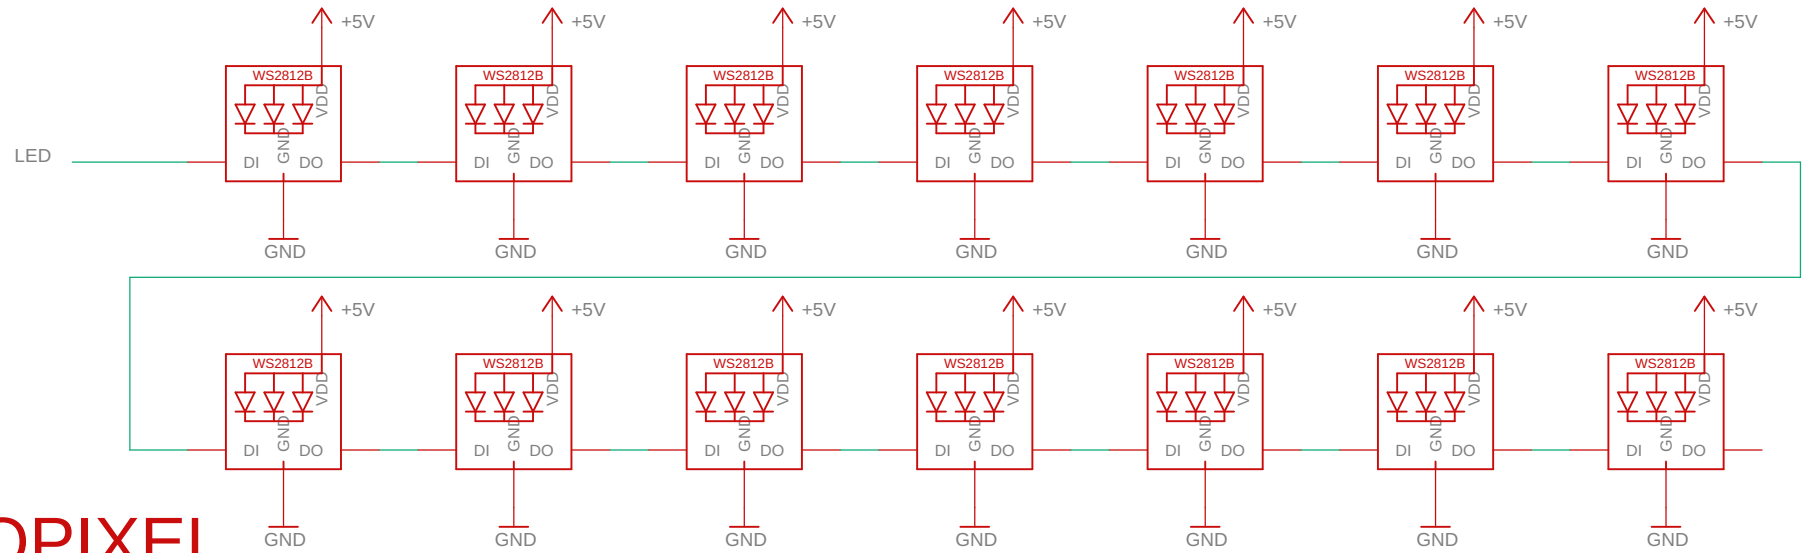 +5V +5V +5V +5V +5V +5V +5V
WS2812B WS2812B WS2812B WS2812B WS2812B WS2812B WS2812B
VDD VDD VDD VDD VDD VDD VDD
GND GND GND GND GND GND GND
LED DI DO DI DO DI DO DI DO DI DO DI DO DI DO
GND GND GND GND GND GND GND
+5V +5V +5V +5V +5V +5V +5V
WS2812B WS2812B WS2812B WS2812B WS2812B WS2812B WS2812B
VDD VDD VDD VDD VDD VDD VDD
GND GND GND GND GND GND GND
DI DO DI DO DI DO DI DO DI DO DI DO DI DO
GND GND GND GND GND GND GND